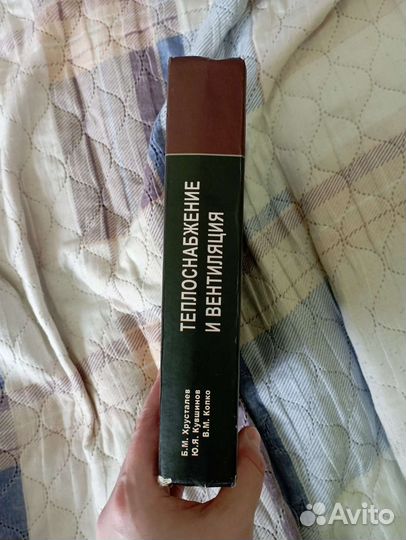 ТЕПЛОСНАБЖЕНИЕ
И ВЕНТИЛЯЦИЯ
Б.М. Хрусталев
Ю.Я. Кувшинов
В.М. Копко
Avito